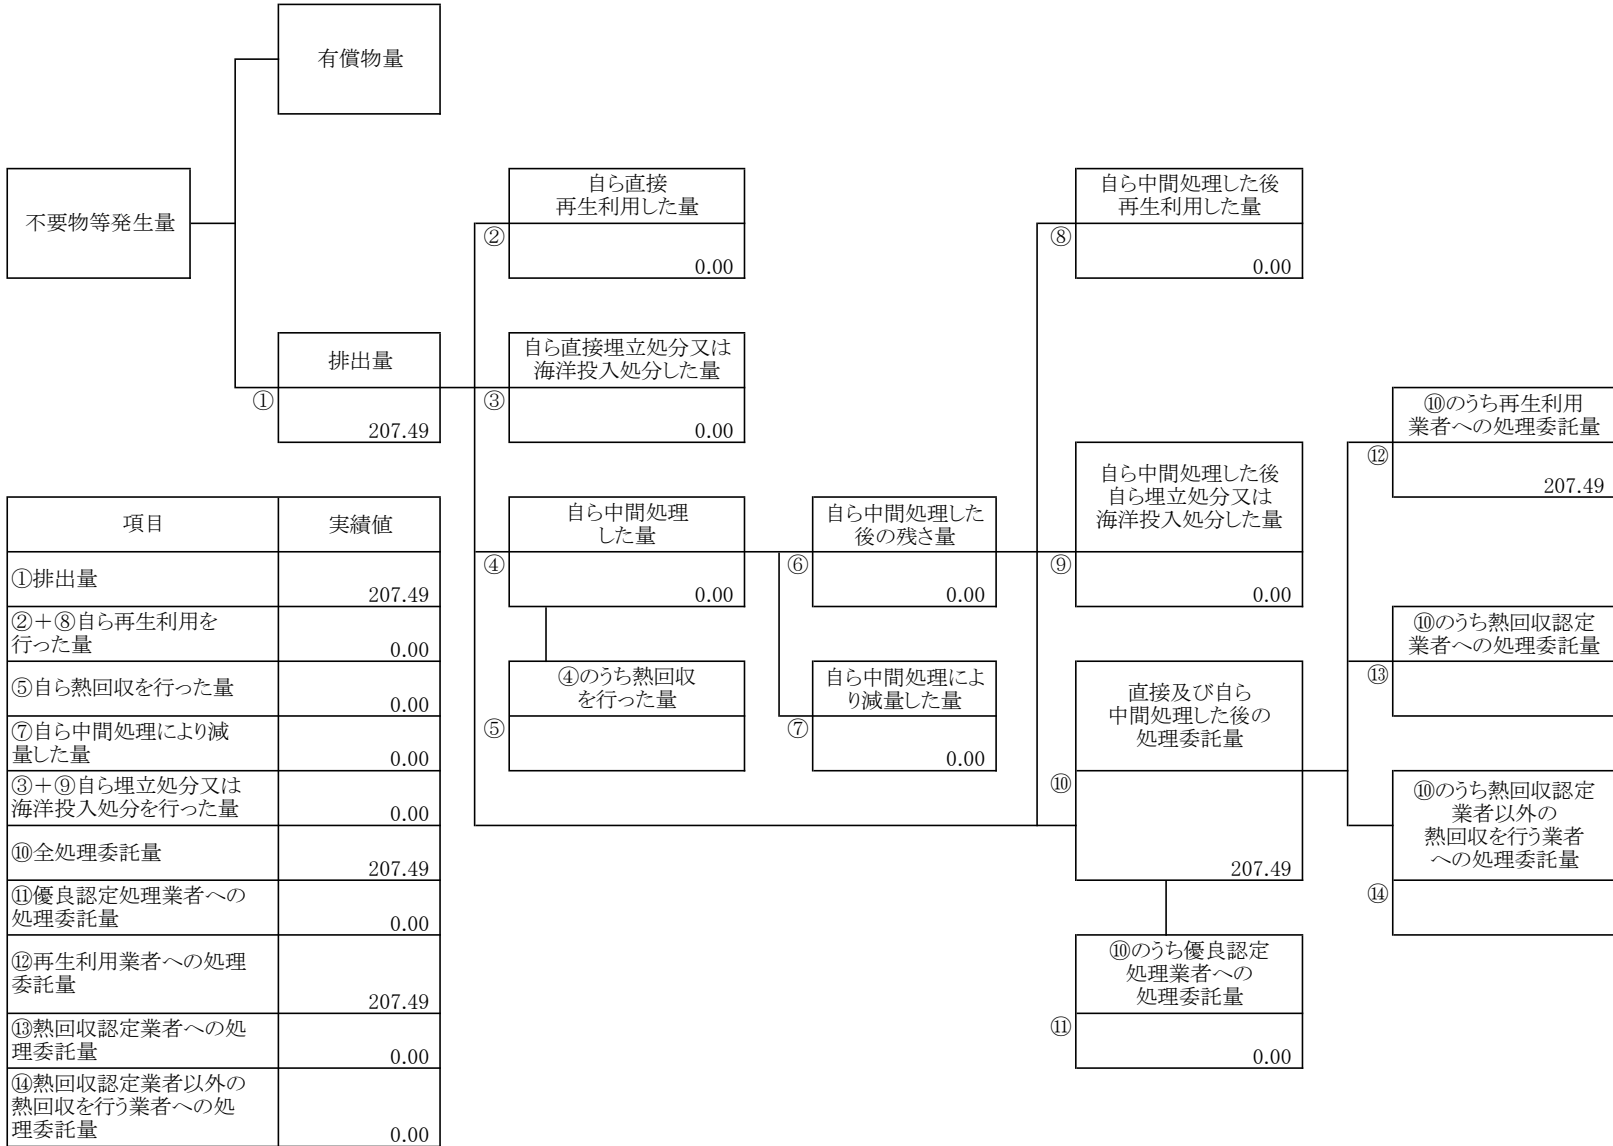 有償物量
不要物等発生量
自ら直接
再生利用した量
②
0.00
自ら中間処理した後
再生利用した量
⑧
0.00
排出量
①
207.49
自ら直接埋立処分又は
海洋投入処分した量
③
0.00
⑩のうち再生利用
業者への処理委託量
⑫
207.49
自ら中間処理
した量
④
0.00
自ら中間処理した
後の残さ量
⑥
0.00
自ら中間処理した後
自ら埋立処分又は
海洋投入処分した量
⑨
0.00
⑩のうち熱回収認定
業者への処理委託量
⑬
④のうち熱回収
を行った量
⑤
自ら中間処理によ
り減量した量
⑦
0.00
直接及び自ら
中間処理した後の
処理委託量
⑩
207.49
⑩のうち熱回収認定
業者以外の
熱回収を行う業者
への処理委託量
⑭
⑩のうち優良認定
処理業者への
処理委託量
⑪
0.00
項目 実績値
①排出量
207.49
②+⑧自ら再生利用を
行った量
0.00
⑤自ら熱回収を行った量
0.00
⑦自ら中間処理により減
量した量
0.00
③+⑨自ら埋立処分又は
海洋投入処分を行った量
0.00
⑩全処理委託量
207.49
⑪優良認定処理業者への
処理委託量
0.00
⑫再生利用業者への処理
委託量
207.49
⑬熱回収認定業者への処
理委託量
0.00
⑭熱回収認定業者以外の
熱回収を行う業者への処
理委託量
0.00